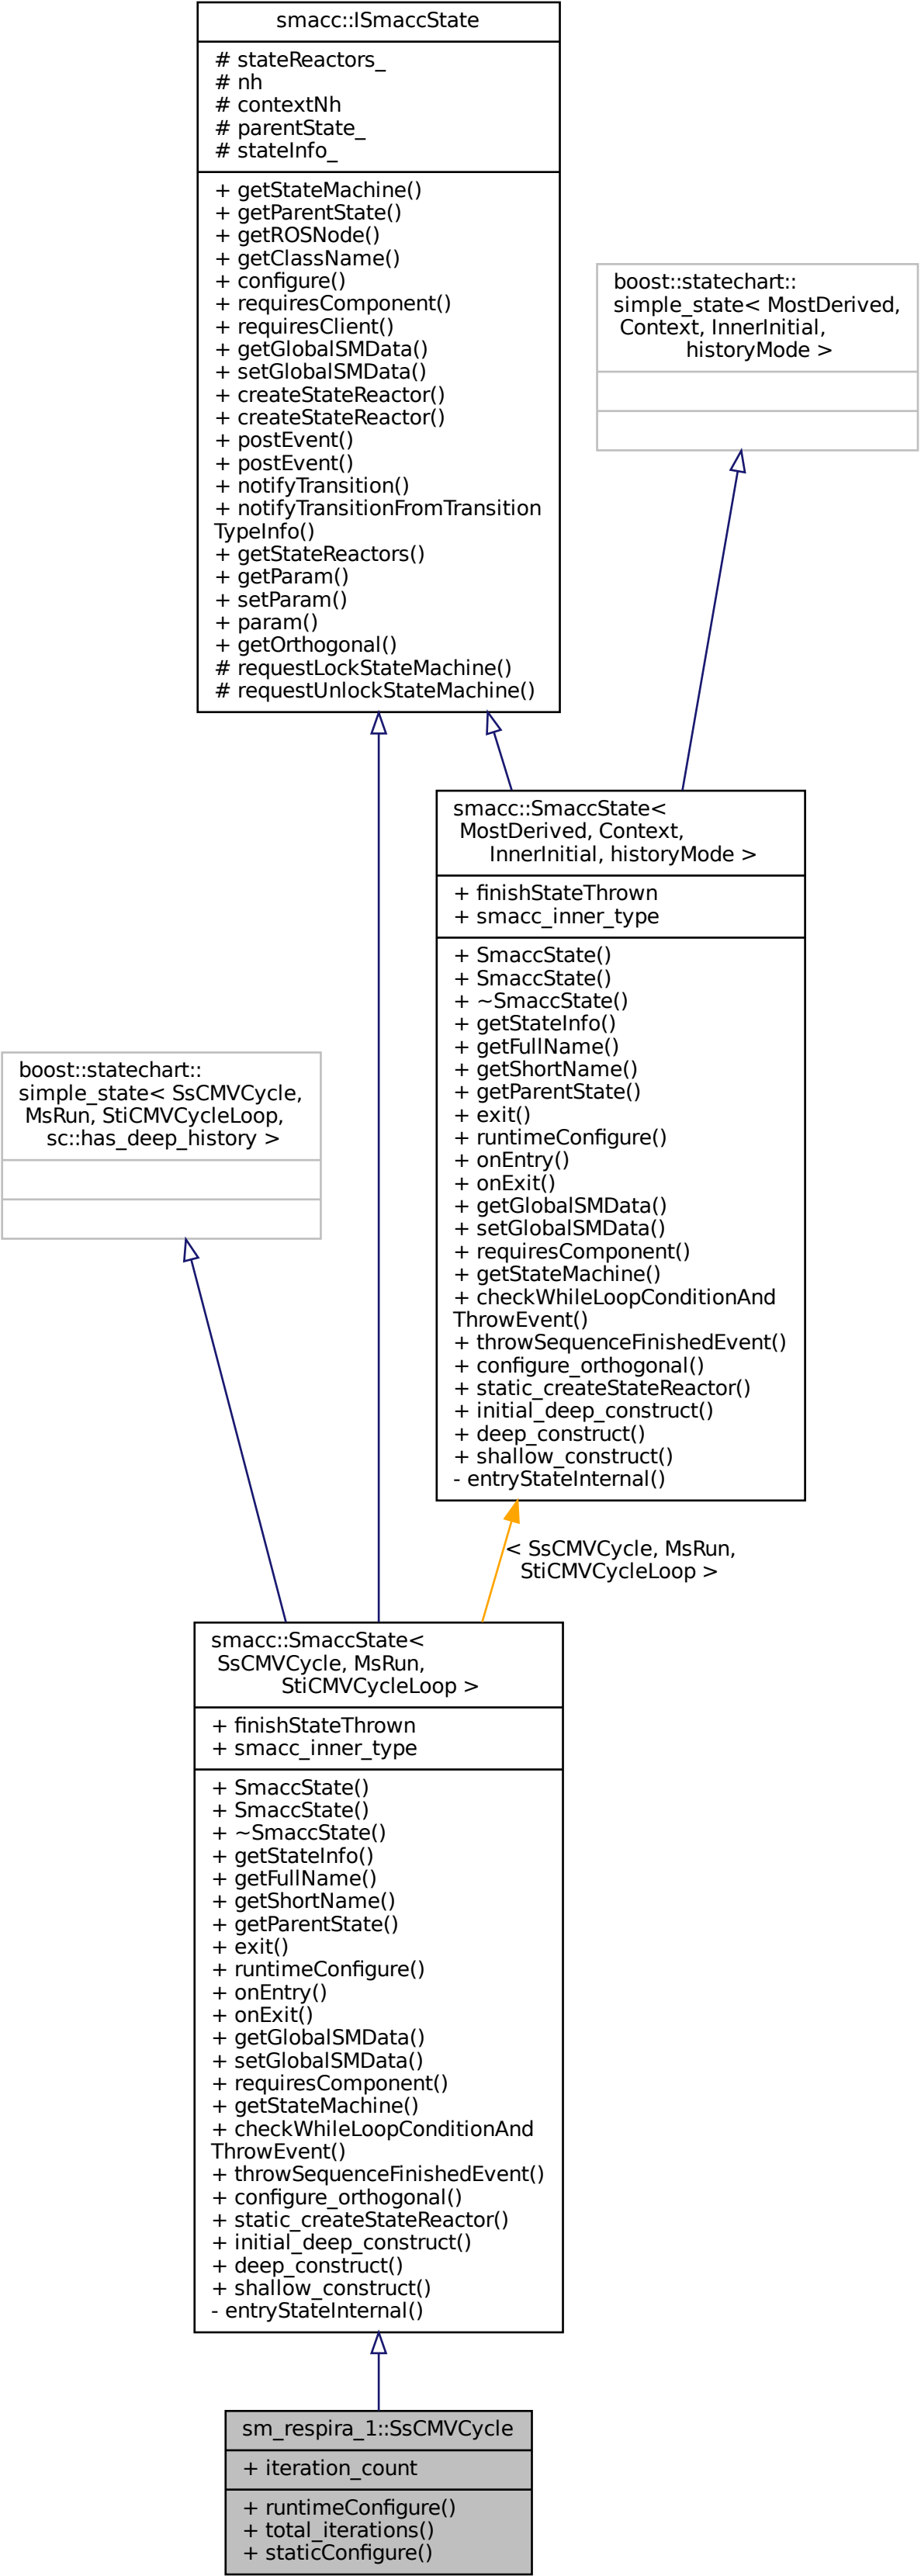 smacc::ISmaccState
# stateReactors_
# nh
# contextNh
# parentState_
# stateInfo_
+ getStateMachine()
+ getParentState()
+ getROSNode()
+ getClassName()
+ configure()
+ requiresComponent()
+ requiresClient()
+ getGlobalSMData()
+ setGlobalSMData()
+ createStateReactor()
+ createStateReactor()
+ postEvent()
+ postEvent()
+ notifyTransition()
+ notifyTransitionFromTransition
TypeInfo()
+ getStateReactors()
+ getParam()
+ setParam()
+ param()
+ getOrthogonal()
# requestLockStateMachine()
# requestUnlockStateMachine()
boost::statechart::
simple_state< MostDerived,
Context, InnerInitial,
historyMode >
smacc::SmaccState<
MostDerived, Context,
InnerInitial, historyMode >
+ finishStateThrown
+ smacc_inner_type
+ SmaccState()
+ SmaccState()
+ ~SmaccState()
+ getStateInfo()
+ getFullName()
+ getShortName()
+ getParentState()
+ exit()
+ runtimeConfigure()
+ onEntry()
+ onExit()
+ getGlobalSMData()
+ setGlobalSMData()
+ requiresComponent()
+ getStateMachine()
+ checkWhileLoopConditionAnd
ThrowEvent()
+ throwSequenceFinishedEvent()
+ configure_orthogonal()
+ static_createStateReactor()
+ initial_deep_construct()
+ deep_construct()
+ shallow_construct()
- entryStateInternal()
boost::statechart::
simple_state< SsCMVCycle,
MsRun, StiCMVCycleLoop,
sc::has_deep_history >
< SsCMVCycle, MsRun,
StiCMVCycleLoop >
smacc::SmaccState<
SsCMVCycle, MsRun,
StiCMVCycleLoop >
+ finishStateThrown
+ smacc_inner_type
+ SmaccState()
+ SmaccState()
+ ~SmaccState()
+ getStateInfo()
+ getFullName()
+ getShortName()
+ getParentState()
+ exit()
+ runtimeConfigure()
+ onEntry()
+ onExit()
+ getGlobalSMData()
+ setGlobalSMData()
+ requiresComponent()
+ getStateMachine()
+ checkWhileLoopConditionAnd
ThrowEvent()
+ throwSequenceFinishedEvent()
+ configure_orthogonal()
+ static_createStateReactor()
+ initial_deep_construct()
+ deep_construct()
+ shallow_construct()
- entryStateInternal()
sm_respira_1::SsCMVCycle
+ iteration_count
+ runtimeConfigure()
+ total_iterations()
+ staticConfigure()